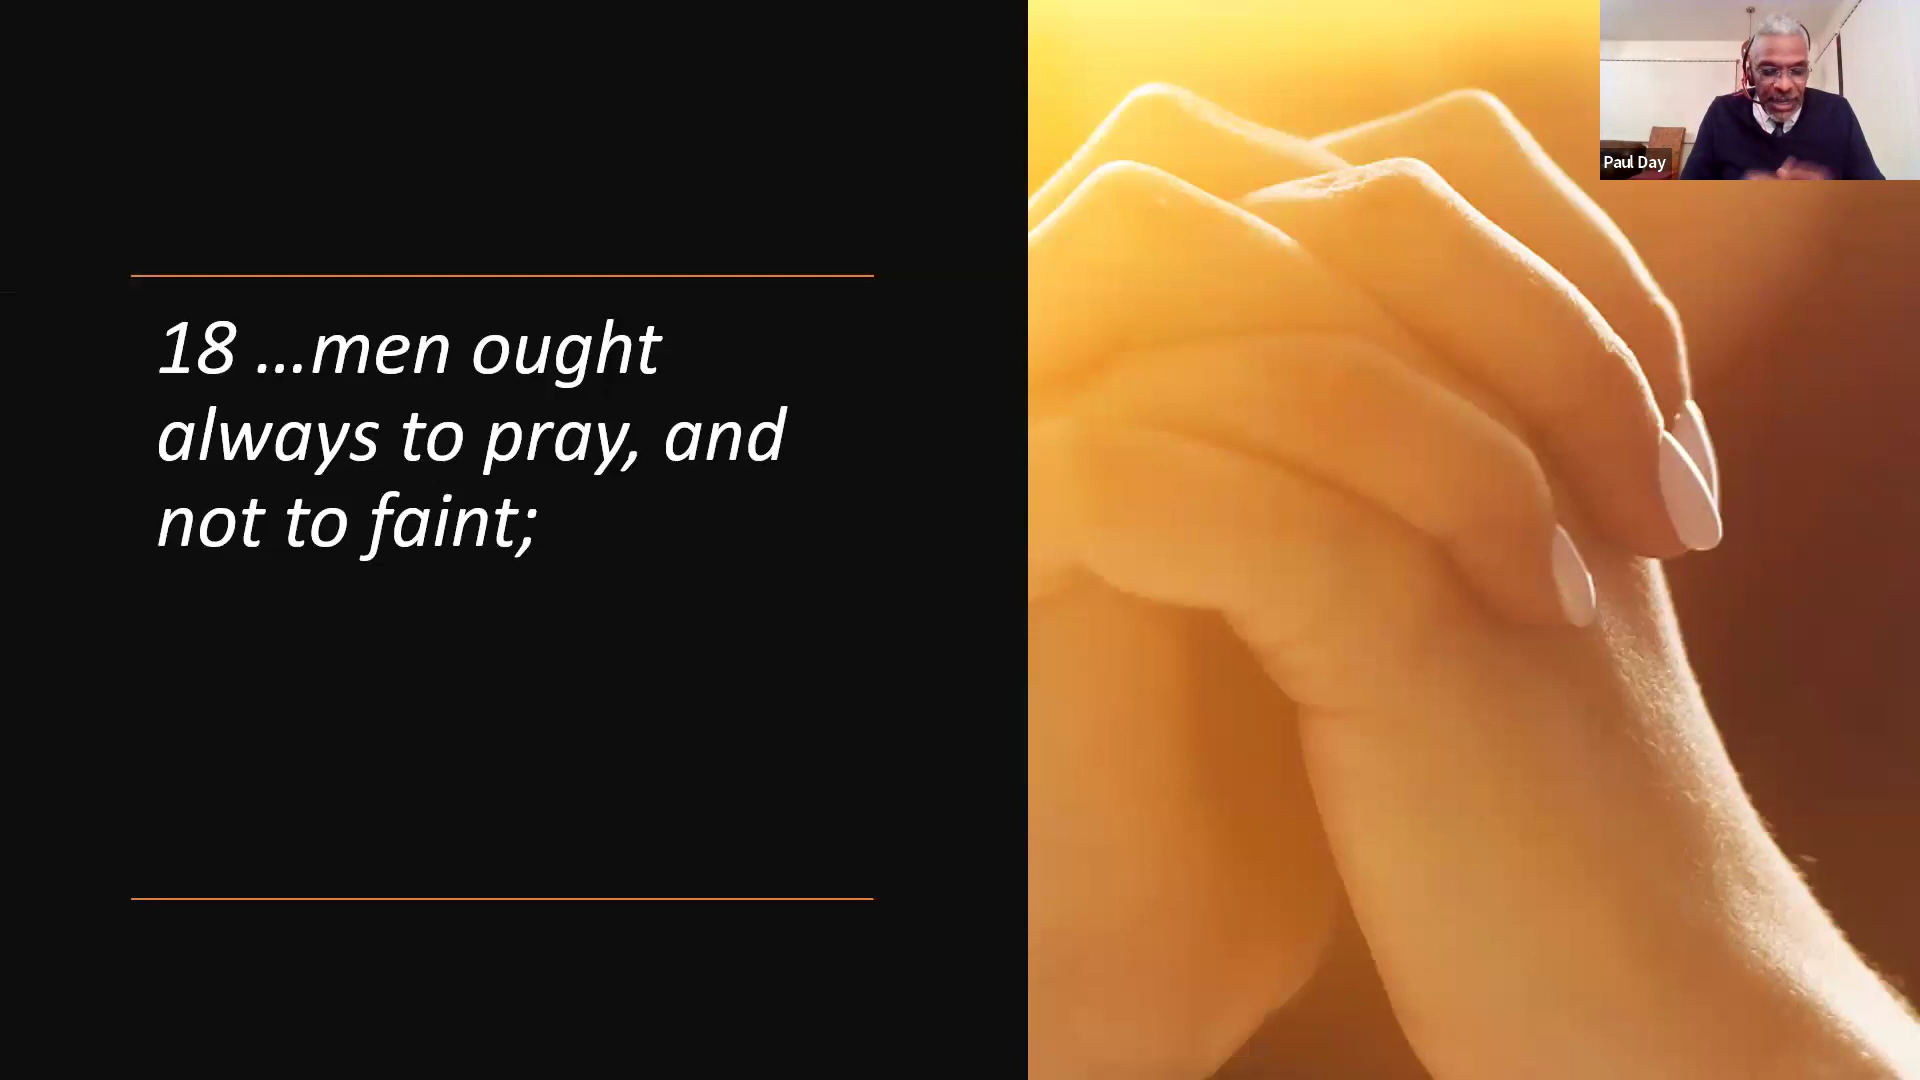 18 ...men ought
always to pray, and
not to faint;
Paul Day